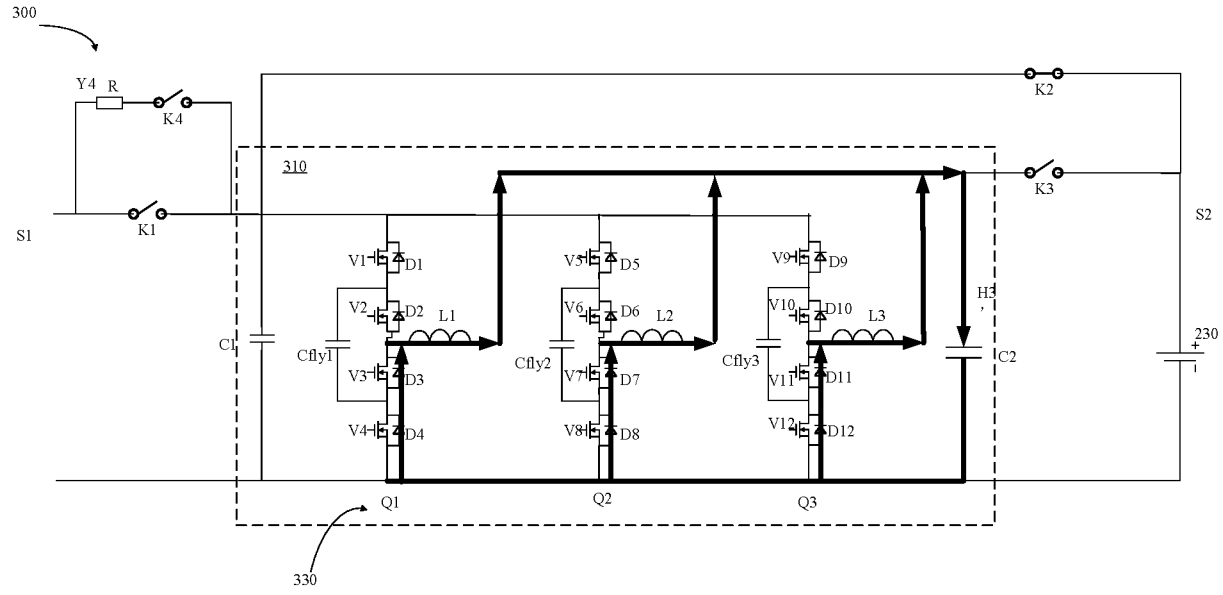 300
Y4 R
K4
K2
310
K3
K1
S1
S2
V1 D1
V5 D5
V9 D9
V2 D2 L1
V6 D6 L2
V10 D10 L3
H3
,
C1
Cfly1
Cfly2
Cfly3
C2
+
230
V3 D3
V7 D7
V11 D11
V4 D4
V8 D8
V12 D12
Q1
Q2
Q3
330